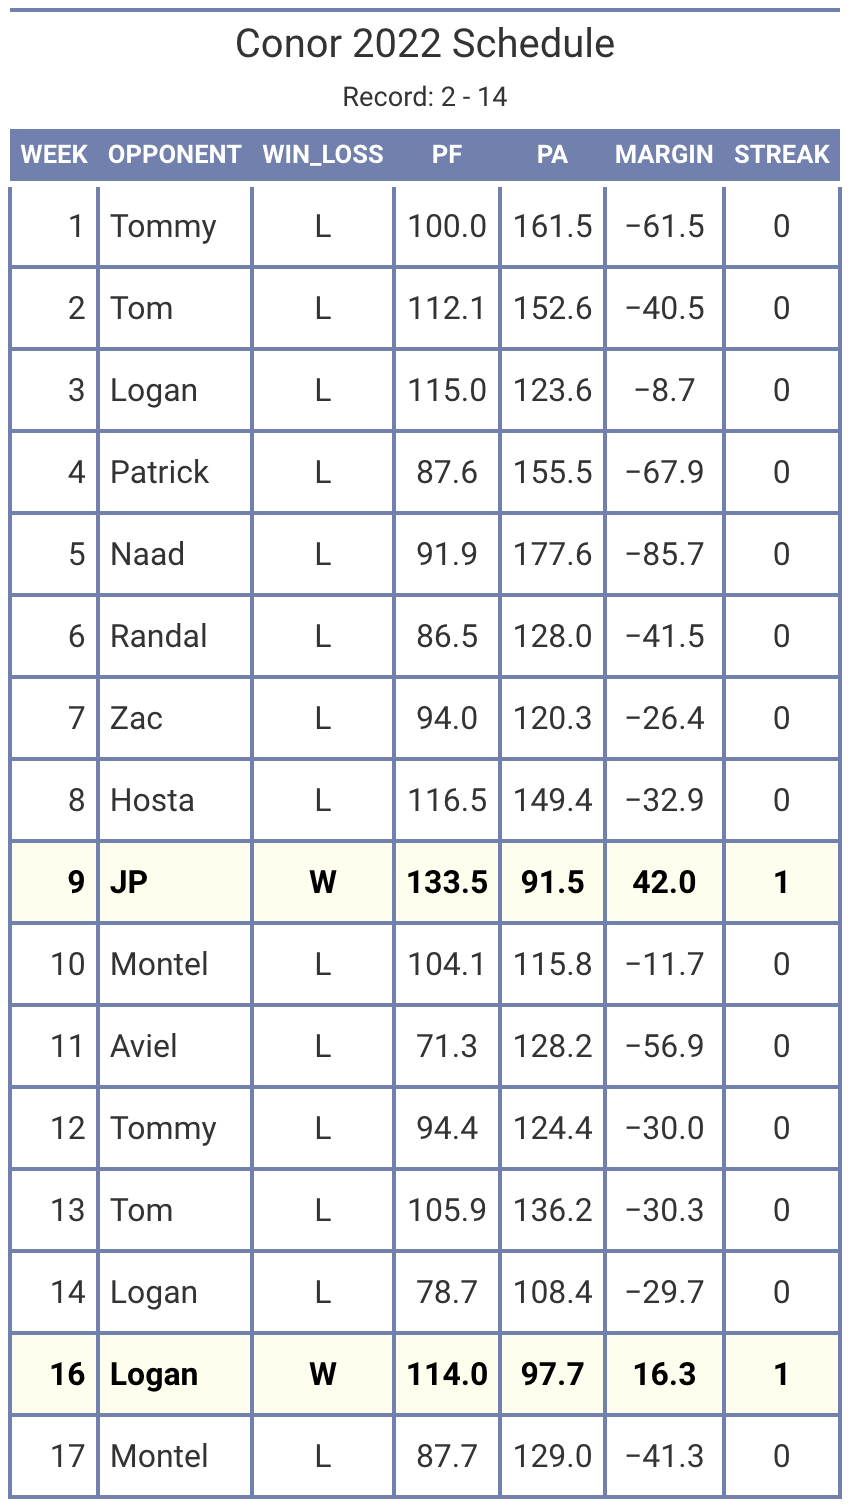 Conor 2022 Schedule
Record: 2 - 14
WEEK OPPONENT WIN_LOSS PF PA MARGIN STREAK
1 Tommy L 100.0 161.5 −61.5 0
2 Tom L 112.1 152.6 −40.5 0
3 Logan L 115.0 123.6 −8.7 0
4 Patrick L 87.6 155.5 −67.9 0
5 Naad L 91.9 177.6 −85.7 0
6 Randal L 86.5 128.0 −41.5 0
7 Zac L 94.0 120.3 −26.4 0
8 Hosta L 116.5 149.4 −32.9 0
9 JP W 133.5 91.5 42.0 1
10 Montel L 104.1 115.8 −11.7 0
11 Aviel L 71.3 128.2 −56.9 0
12 Tommy L 94.4 124.4 −30.0 0
13 Tom L 105.9 136.2 −30.3 0
14 Logan L 78.7 108.4 −29.7 0
16 Logan W 114.0 97.7 16.3 1
17 Montel L 87.7 129.0 −41.3 0